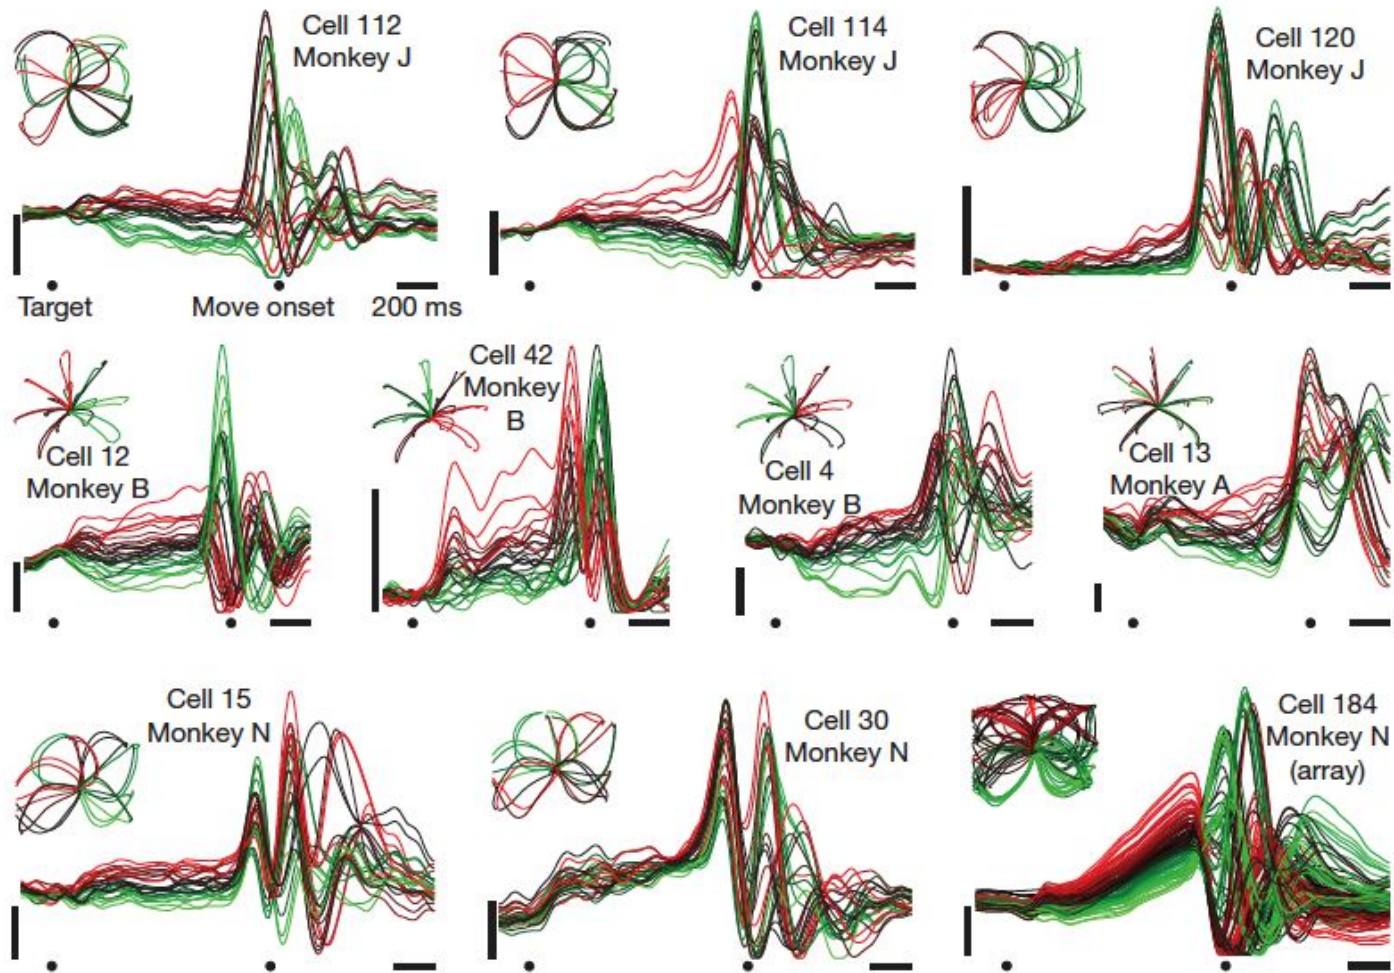 Cell 112
Monkey J
Cell 114
Monkey J
Cell 120
Monkey J
Target
Move onset
200 ms
Cell 12
Monkey B
Cell 42
Monkey
B
Cell 4
Monkey B
Cell 13
Monkey A
Cell 15
Monkey N
Cell 30
Monkey N
Cell 184
Monkey N
(array)